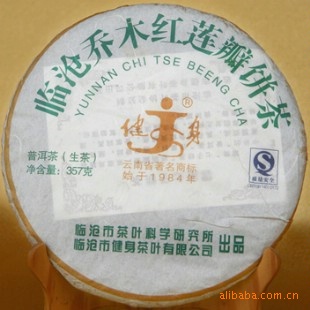 临沧乔木红莲瓣饼茶
YUNNAN CHI TSE BEENG CHA
健身
®
云南省著名商标
始于1984年
普洱茶(生茶)
净含量:357克
临沧市茶叶科学研究所
临沧市健身茶叶有限公司
出品
alibaba.com.cn